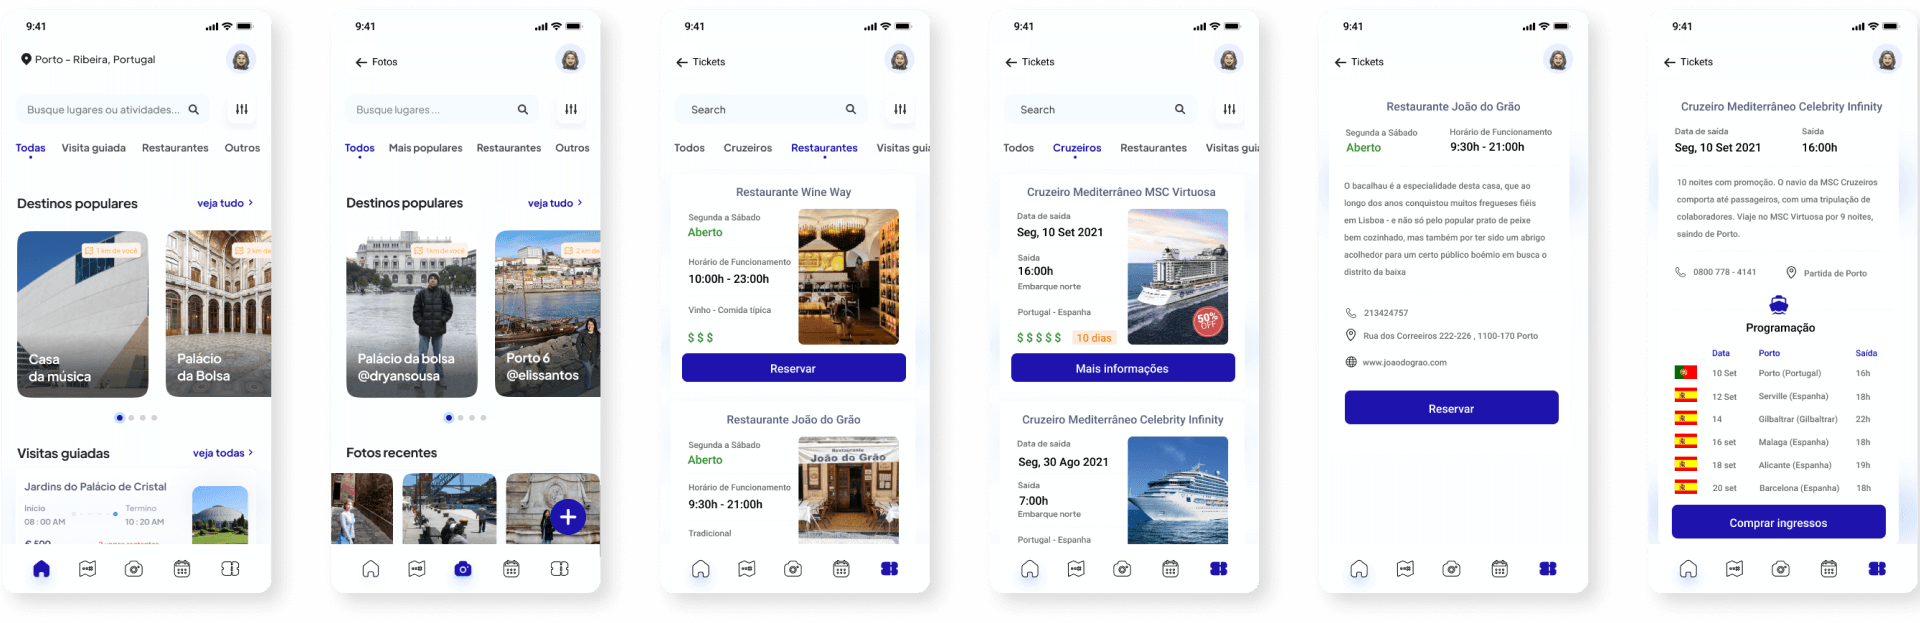 9:41
Porto - Ribeira, Portugal
Busque lugares ou atividades...
Todas Visita guiada Restaurantes Outros
Destinos populares veja tudo
1 km de você
2 km de
Casa
da música
Palácio
da Bolsa
Visitas guiadas veja todas
Jardins do Palácio de Cristal
Inicio Termino
08 : 00 AM 10 : 20 AM
9:41
Fotos
Busque lugares ...
Todos Mais populares Restaurantes Outros
Destinos populares veja tudo
1 km de você
2 km de
Palácio da bolsa
@dryansousa
Porto 6
@elissantos
Fotos recentes
9:41
Tickets
Search
Todos Cruzeiros Restaurantes Visitas guia
Restaurante Wine Way
Segunda a Sábado
Aberto
Horário de Funcionamento
10:00h - 23:00h
Vinho - Comida típica
$ $ $
Reservar
Restaurante João do Grão
Segunda a Sábado
Aberto
Horário de Funcionamento
9:30h - 21:00h
Tradicional
Restaurante
João do Grão
9:41
Tickets
Search
Todos Cruzeiros Restaurantes Visitas guia
Cruzeiro Mediterrâneo MSC Virtuosa
Data de saída
Seg, 10 Set 2021
Saída
16:00h
Embarque norte
Portugal - Espanha
$ $ $ $ $ 10 dias
50%
OFF
Mais informações
Cruzeiro Mediterrâneo Celebrity Infinity
Data de saída
Seg, 30 Ago 2021
Saída
7:00h
Embarque norte
Portugal - Espanha
9:41
Tickets
Restaurante João do Grão
Segunda a Sábado Horário de Funcionamento
Aberto 9:30h - 21:00h
O bacalhau é a especialidade desta casa, que ao
longo dos anos conquistou muitos fregueses fiéis
em Lisboa - e não só pelo popular prato de peixe
bem cozinhado, mas também por ter sido um abrigo
acolhedor para um certo público boémio em busca o
distrito da baixa
213424757
Rua dos Correeiros 222-226 , 1100-170 Porto
www.joaodograo.com
Reservar
9:41
Tickets
Cruzeiro Mediterrâneo Celebrity Infinity
Data de saída Saída
Seg, 10 Set 2021 16:00h
10 noites com promoção. O navio da MSC Cruzeiros
comporta até passageiros, com uma tripulação de
colaboradores. Viaje no MSC Virtuosa por 9 noites,
saindo de Porto.
0800 778 - 4141 Partida de Porto
Programação
Data Porto Saída
10 Set Porto (Portugal) 16h
12 Set Serville (Espanha) 18h
14 Gilbaltrar (Gilbaltrar) 22h
16 set Malaga (Espanha) 18h
18 set Alicante (Espanha) 19h
20 set Barcelona (Espanha) 18h
Comprar ingressos